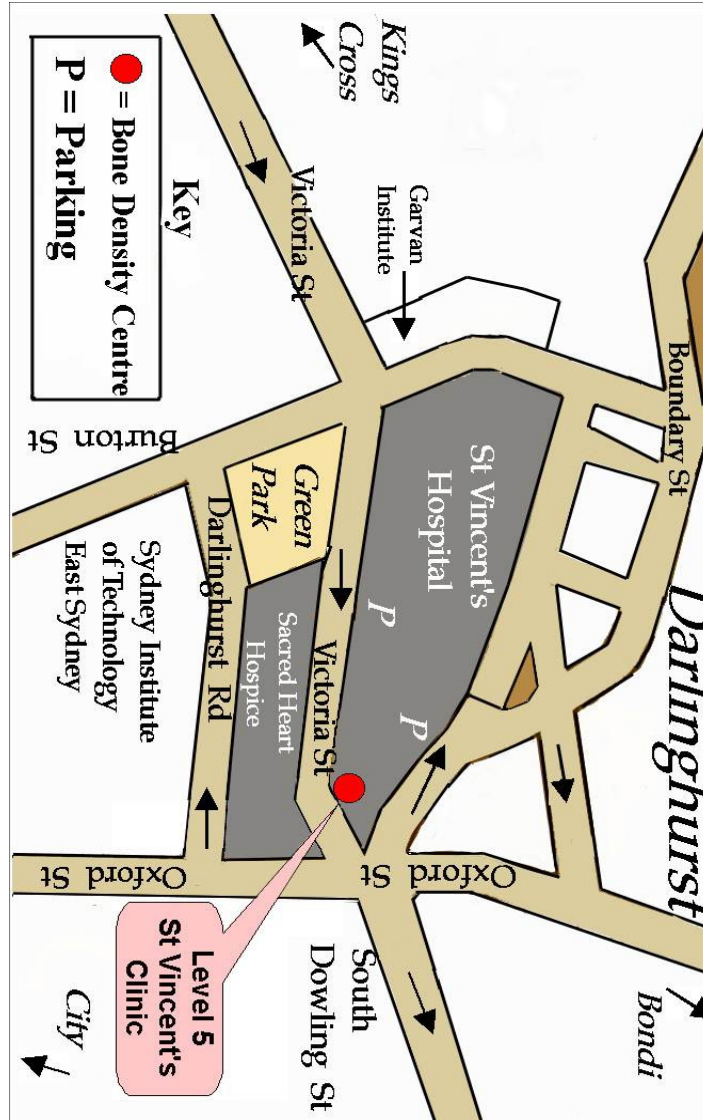 Kings
Cross
Garvan
Institute
Victoria St
Key
= Bone Density Centre
P = Parking
Boundary St
Darlinghurst
St Vincent's
Hospital
P
P
Burton St
Green
Park
Victoria St
Sacred Heart
Hospice
Darlinghurst Rd
Sydney Institute
of Technology
East Sydney
Oxford St
Oxford St
Oxford St
Level 5
St Vincent's
Clinic
South
Dowling St
Bondi
City